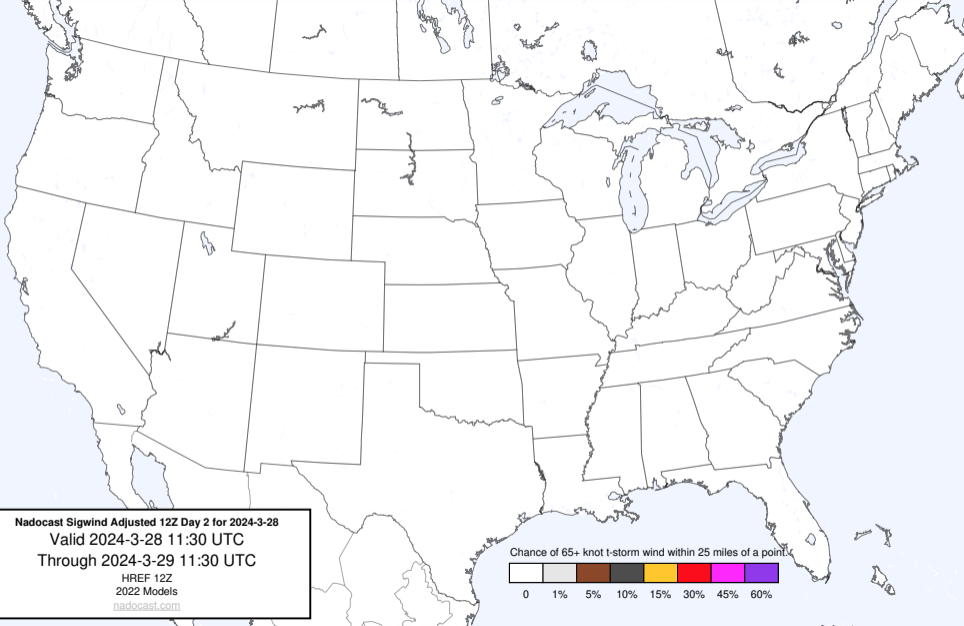 Nadocast Sigwind Adjusted 12Z Day 2 for 2024-3-28
Valid 2024-3-28 11:30 UTC
Through 2024-3-29 11:30 UTC
HREF 12Z
2022 Models
nadocast.com
Chance of 65+ knot t-storm wind within 25 miles of a point.
0 1% 5% 10% 15% 30% 45% 60%